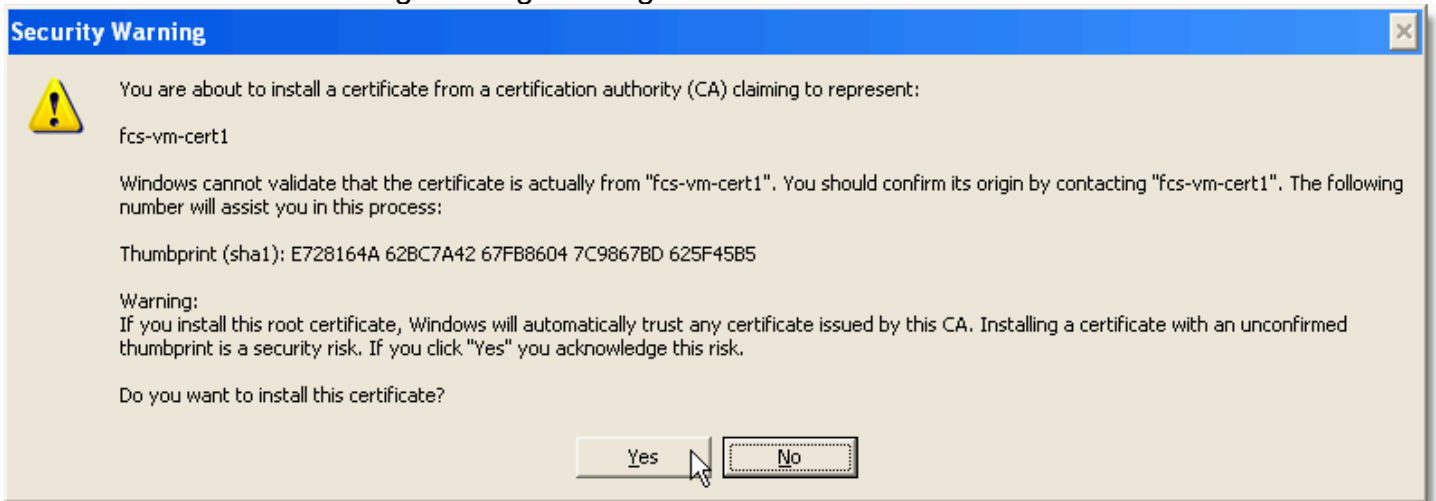 Security Warning
You are about to install a certificate from a certification authority (CA) claiming to represent:
fcs-vm-cert1
Windows cannot validate that the certificate is actually from "fcs-vm-cert1". You should confirm its origin by contacting "fcs-vm-cert1". The following
number will assist you in this process:
Thumbprint (sha1): E728164A 62BC7A42 67FB8604 7C9867BD 625F45B5
Warning:
If you install this root certificate, Windows will automatically trust any certificate issued by this CA. Installing a certificate with an unconfirmed
thumbprint is a security risk. If you click "Yes" you acknowledge this risk.
Do you want to install this certificate?
Yes No